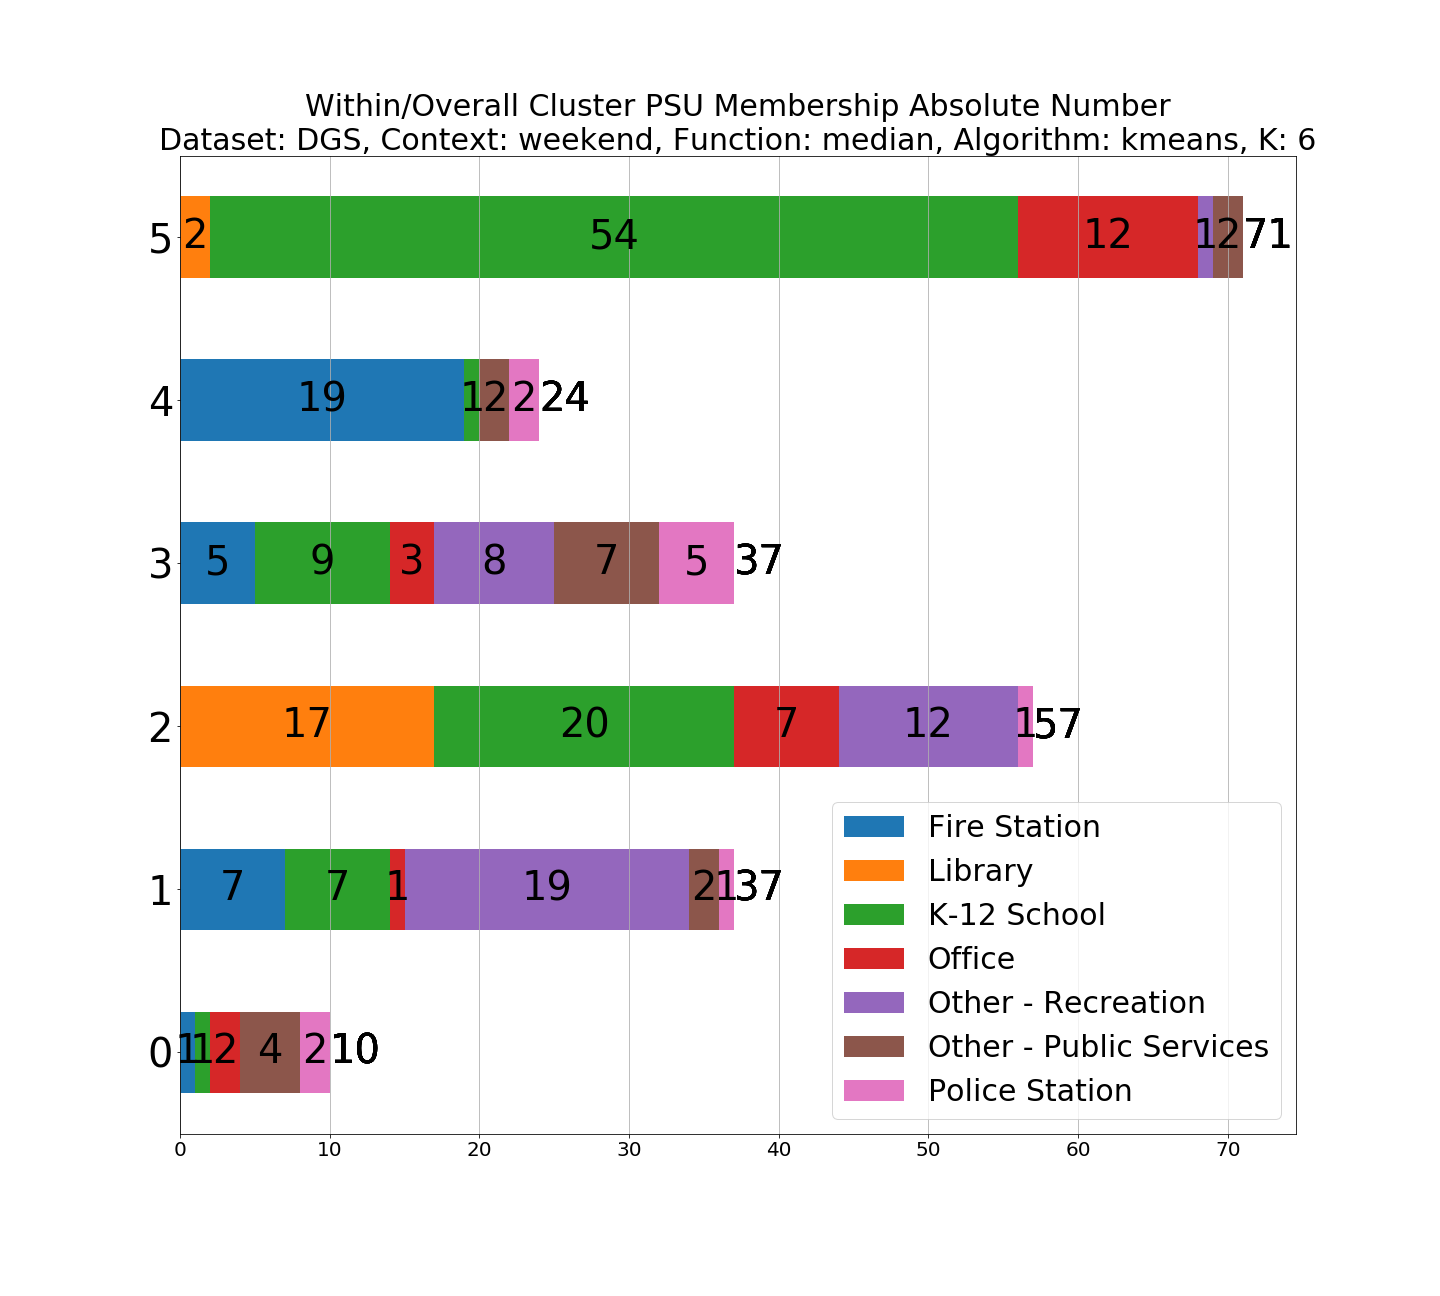 Within/Overall Cluster PSU Membership Absolute Number
Dataset: DGS, Context: weekend, Function: median, Algorithm: kmeans, K: 6
5 2 54 12 1 2 71
4 19 1 2 2 24
3 5 9 3 8 7 5 37
2 17 20 7 12 1 57
1 7 7 1 19 2 1 37
0 1 1 2 4 2 10
Fire Station
Library
K-12 School
Office
Other - Recreation
Other - Public Services
Police Station
0 10 20 30 40 50 60 70